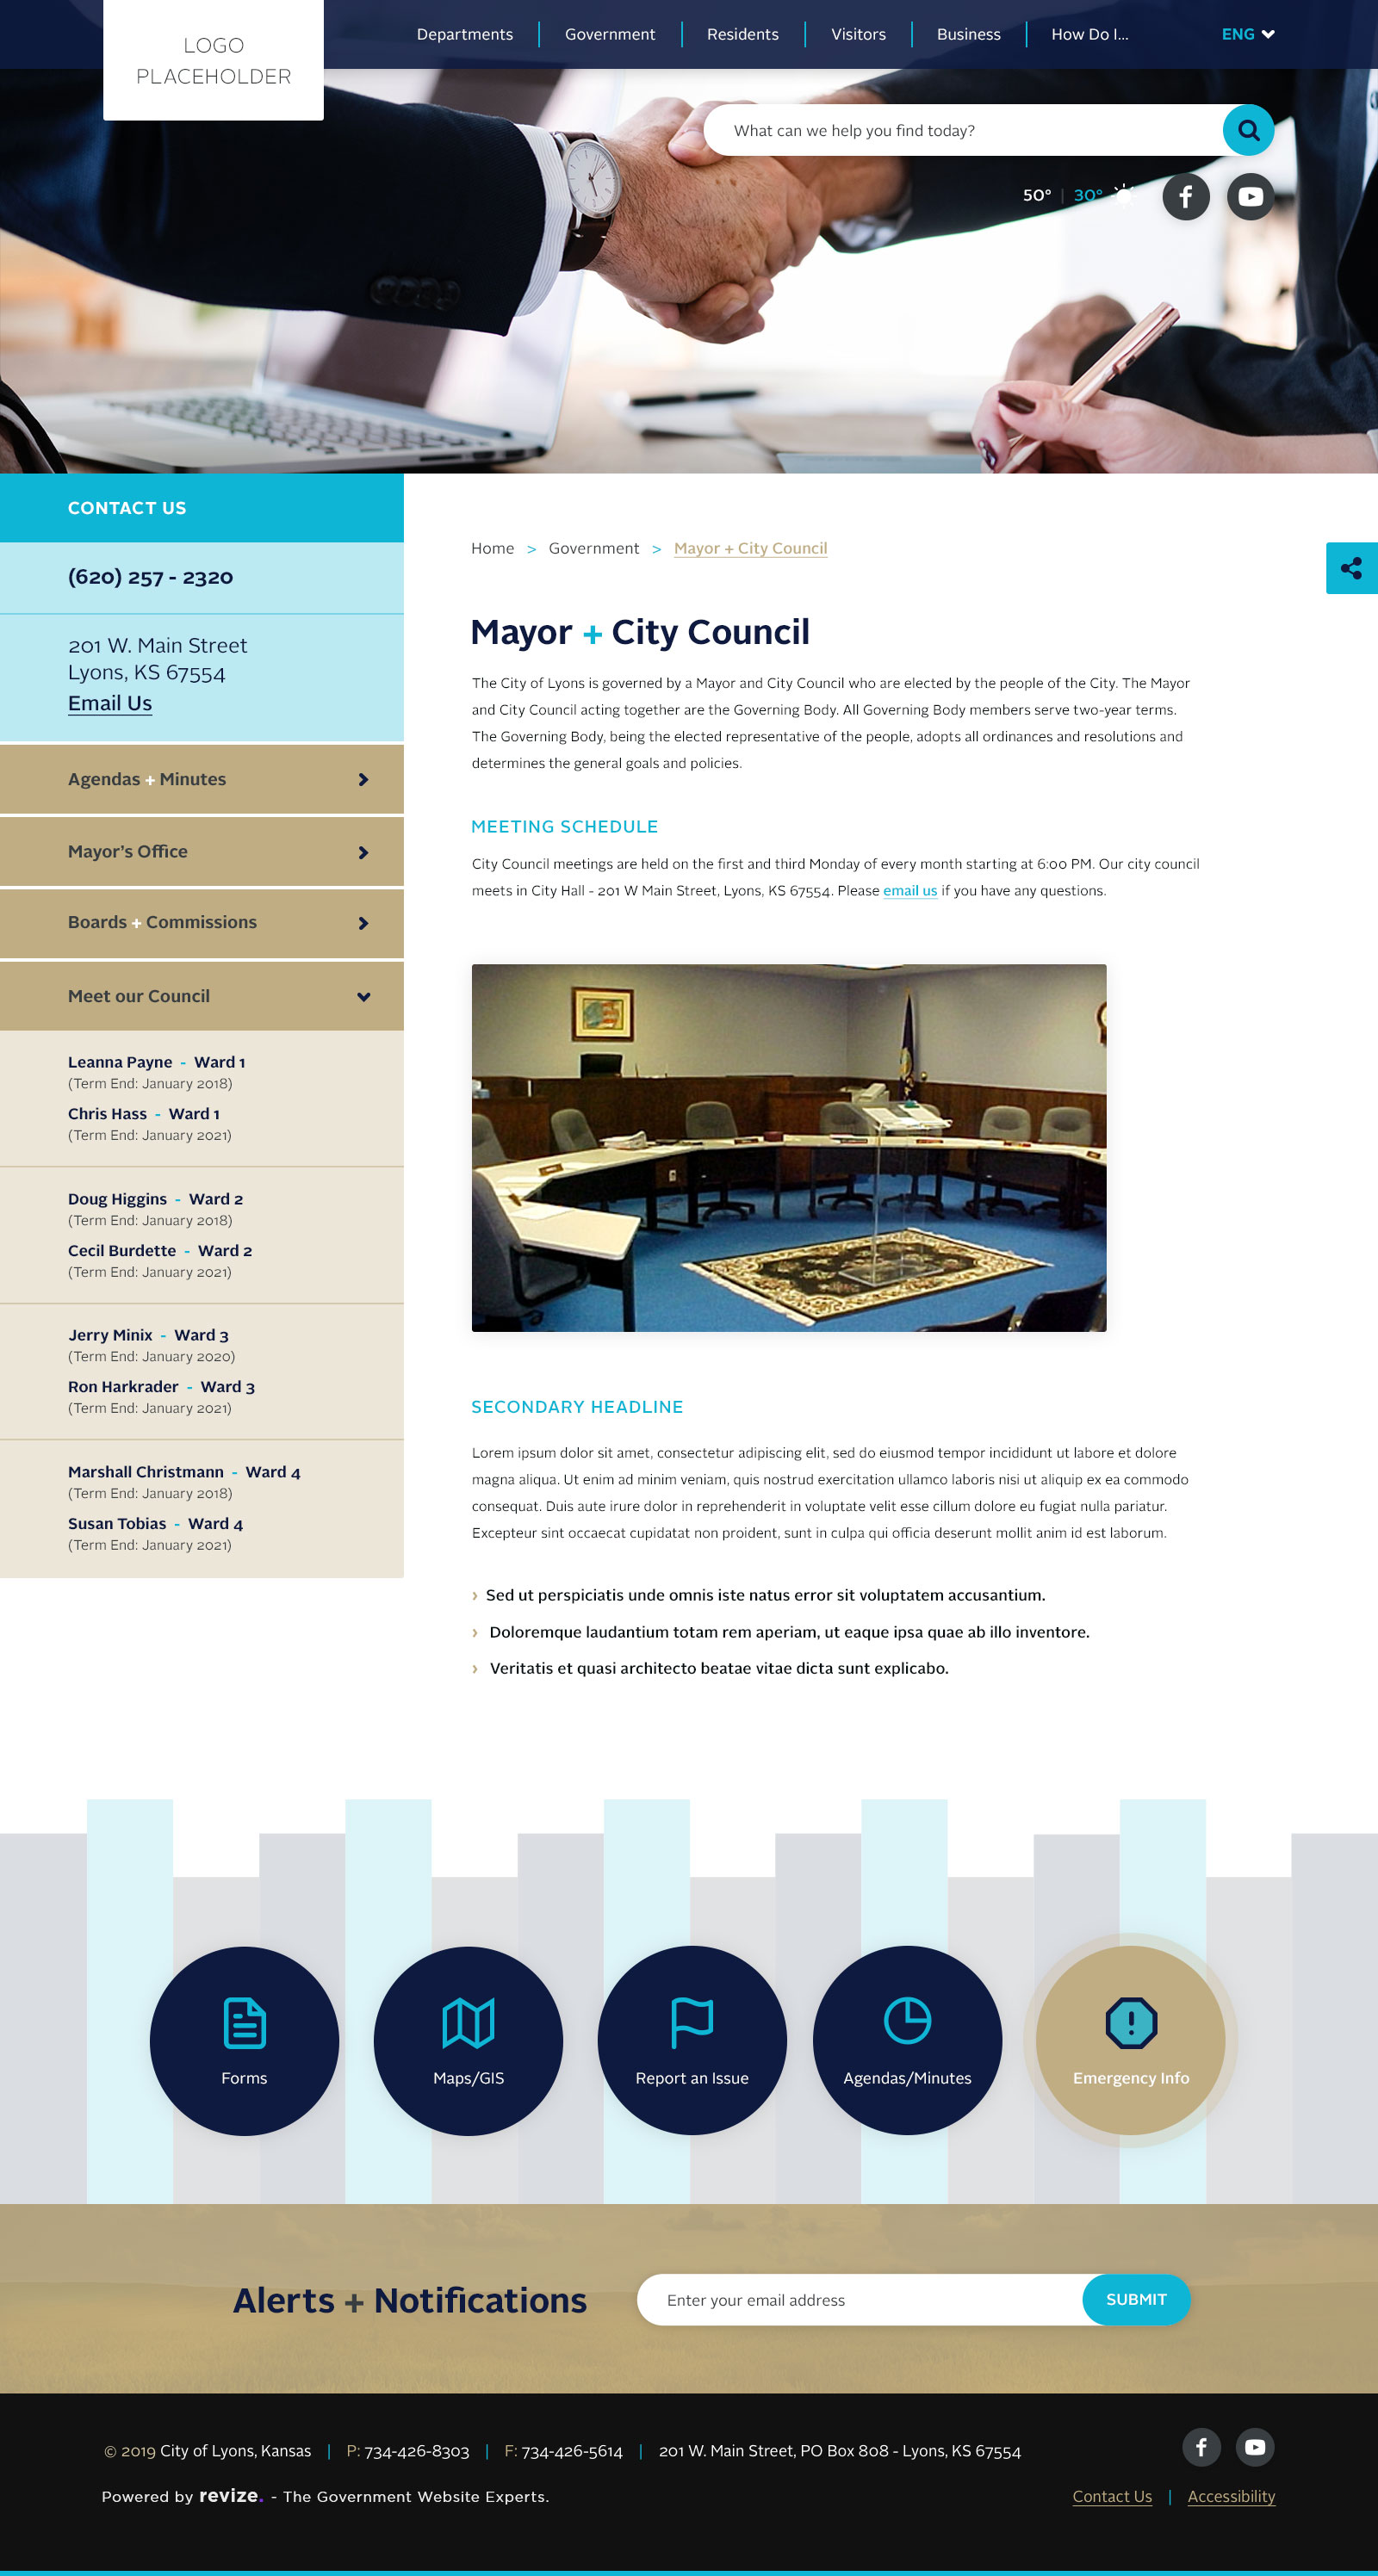 LOGO
PLACEHOLDER
Departments
Government
Residents
Visitors
Business
How Do I...
ENG
What can we help you find today?
50° | 30°
CONTACT US
(620) 257 - 2320
201 W. Main Street
Lyons, KS 67554
Email Us
Agendas + Minutes
Mayor’s Office
Boards + Commissions
Meet our Council
Leanna Payne - Ward 1
(Term End: January 2018)
Chris Hass - Ward 1
(Term End: January 2021)
Doug Higgins - Ward 2
(Term End: January 2018)
Cecil Burdette - Ward 2
(Term End: January 2021)
Jerry Minix - Ward 3
(Term End: January 2020)
Ron Harkrader - Ward 3
(Term End: January 2021)
Marshall Christmann - Ward 4
(Term End: January 2018)
Susan Tobias - Ward 4
(Term End: January 2021)
Home > Government > Mayor + City Council
Mayor + City Council
The City of Lyons is governed by a Mayor and City Council who are elected by the people of the City. The Mayor
and City Council acting together are the Governing Body. All Governing Body members serve two-year terms.
The Governing Body, being the elected representative of the people, adopts all ordinances and resolutions and
determines the general goals and policies.
MEETING SCHEDULE
City Council meetings are held on the first and third Monday of every month starting at 6:00 PM. Our city council
meets in City Hall - 201 W Main Street, Lyons, KS 67554. Please email us if you have any questions.
SECONDARY HEADLINE
Lorem ipsum dolor sit amet, consectetur adipiscing elit, sed do eiusmod tempor incididunt ut labore et dolore
magna aliqua. Ut enim ad minim veniam, quis nostrud exercitation ullamco laboris nisi ut aliquip ex ea commodo
consequat. Duis aute irure dolor in reprehenderit in voluptate velit esse cillum dolore eu fugiat nulla pariatur.
Excepteur sint occaecat cupidatat non proident, sunt in culpa qui officia deserunt mollit anim id est laborum.
› Sed ut perspiciatis unde omnis iste natus error sit voluptatem accusantium.
› Doloremque laudantium totam rem aperiam, ut eaque ipsa quae ab illo inventore.
› Veritatis et quasi architecto beatae vitae dicta sunt explicabo.
Forms
Maps/GIS
Report an Issue
Agendas/Minutes
Emergency Info
Alerts + Notifications
Enter your email address
SUBMIT
© 2019 City of Lyons, Kansas | P: 734-426-8303 | F: 734-426-5614 | 201 W. Main Street, PO Box 808 - Lyons, KS 67554
Powered by revize. - The Government Website Experts.
Contact Us | Accessibility